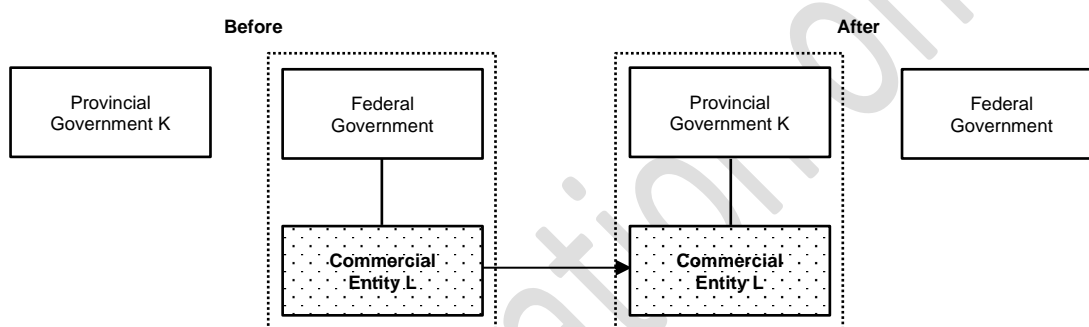 Before
After
Provincial
Government K
Federal
Government
Provincial
Government K
Federal
Government
Commercial
Entity L
Commercial
Entity L